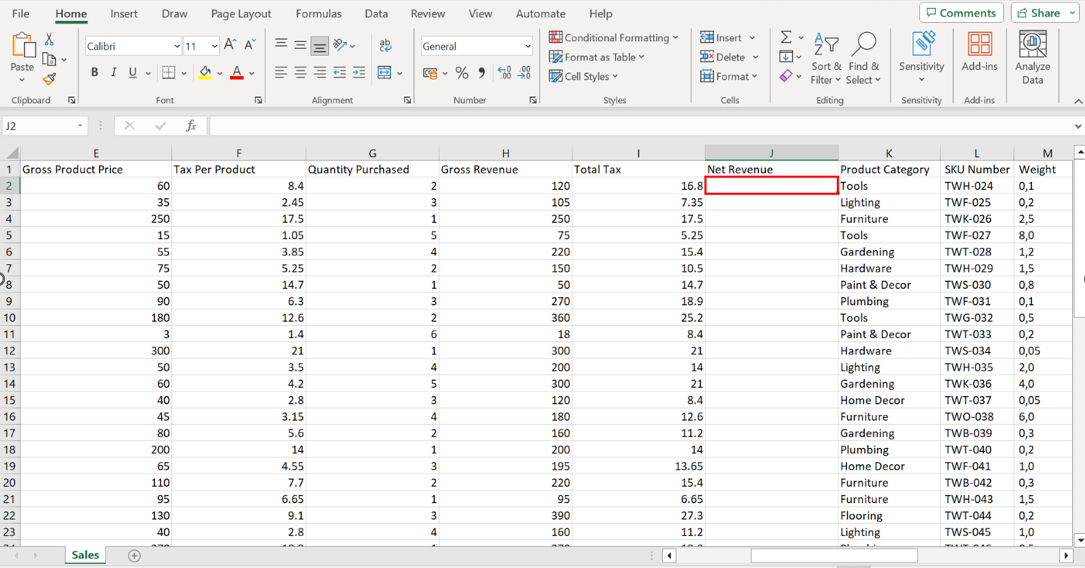 File Home Insert Draw Page Layout Formulas Data Review View Automate Help Comments Share
Paste Calibri 11 A A ab General Conditional Formatting Insert Sort & Find & Sensitivity Add-ins Analyze
B I U A % Format as Table Delete Filter Select Data
Cell Styles Format
Clipboard Font Alignment Number Styles Cells Editing Sensitivity Add-ins
J2 fx
E F G H I J K L M
1 Gross Product Price Tax Per Product Quantity Purchased Gross Revenue Total Tax Net Revenue Product Category SKU Number Weight
2 60 8.4 2 120 16.8 Tools TWH-024 0,1
3 35 2.45 3 105 7.35 Lighting TWF-025 0,2
4 250 17.5 1 250 17.5 Furniture TWK-026 2,5
5 15 1.05 5 75 5.25 Tools TWF-027 8,0
6 55 3.85 4 220 15.4 Gardening TWT-028 1,2
7 75 5.25 2 150 10.5 Hardware TWH-029 1,5
8 50 14.7 1 50 14.7 Paint & Decor TWS-030 0,8
9 90 6.3 3 270 18.9 Plumbing TWF-031 0,1
10 180 12.6 2 360 25.2 Tools TWG-032 0,5
11 3 1.4 6 18 8.4 Paint & Decor TWT-033 0,2
12 300 21 1 300 21 Hardware TWS-034 0,05
13 50 3.5 4 200 14 Lighting TWH-035 2,0
14 60 4.2 5 300 21 Gardening TWK-036 4,0
15 40 2.8 3 120 8.4 Home Decor TWT-037 0,05
16 45 3.15 4 180 12.6 Furniture TWO-038 6,0
17 80 5.6 2 160 11.2 Gardening TWB-039 0,3
18 200 14 1 200 14 Plumbing TWT-040 0,2
19 65 4.55 3 195 13.65 Home Decor TWF-041 1,0
20 110 7.7 2 220 15.4 Furniture TWB-042 0,3
21 95 6.65 1 95 6.65 Furniture TWH-043 1,5
22 130 9.1 3 390 27.3 Flooring TWT-044 0,2
23 40 2.8 4 160 11.2 Lighting TWS-045 1,0
Sales